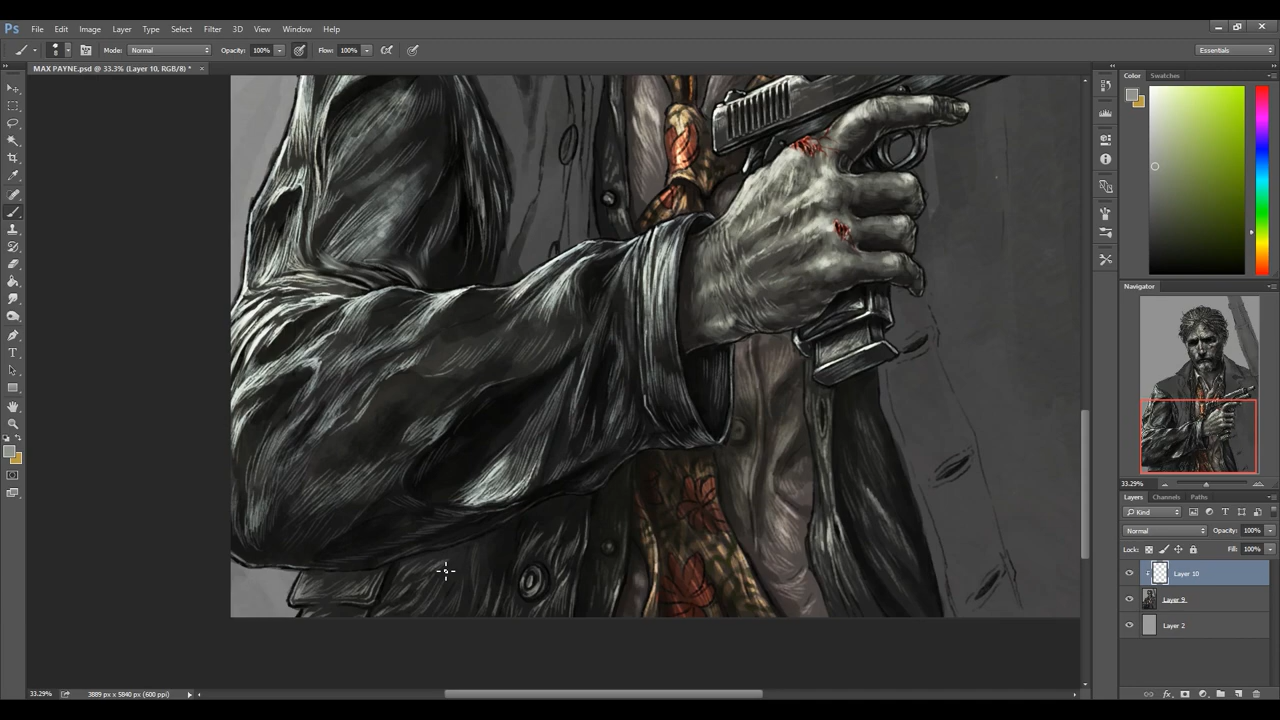 Ps File Edit Image Layer Type Select Filter 3D View Window Help
Mode: Normal Opacity: 100% Flow: 100% Essentials
MAX PAYNE.psd @ 33.3% (Layer 10, RGB/8) * ×
Color Swatches
Navigator
33.29%
Layers Channels Paths
Kind
Normal Opacity: 100%
Lock: Fill: 100%
Layer 10
Layer 9
Layer 2
33.29% 3889 px x 5840 px (600 ppi)